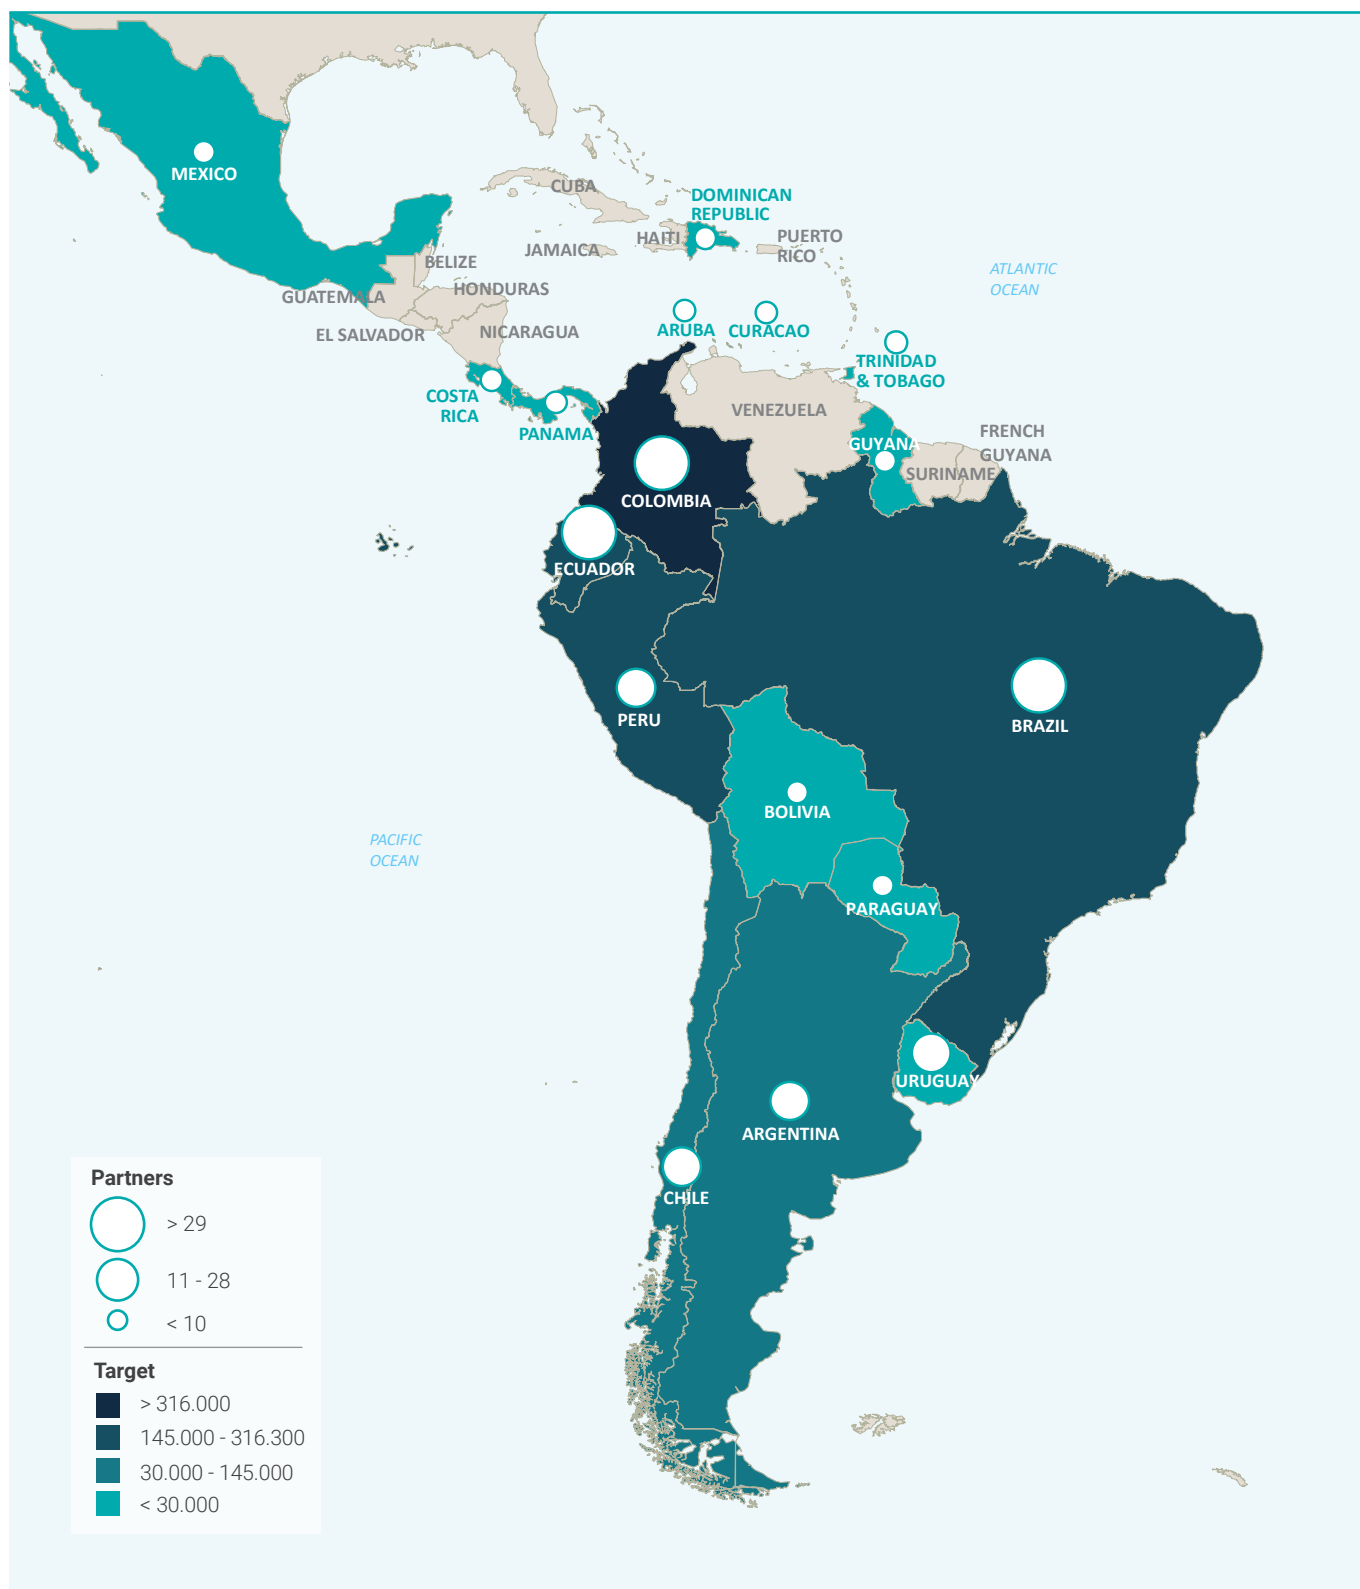 MEXICO
CUBA
DOMINICAN
REPUBLIC
HAITI
PUERTO
RICO
JAMAICA
BELIZE
ATLANTIC
OCEAN
HONDURAS
GUATEMALA
EL SALVADOR
NICARAGUA
ARUBA
CURACAO
TRINIDAD
& TOBAGO
COSTA
RICA
PANAMA
VENEZUELA
GUYANA
FRENCH
GUYANA
SURINAME
COLOMBIA
ECUADOR
PERU
BRAZIL
BOLIVIA
PACIFIC
OCEAN
PARAGUAY
URUGUAY
ARGENTINA
CHILE
Partners
> 29
11 - 28
< 10
Target
> 316.000
145.000 - 316.300
30.000 - 145.000
< 30.000